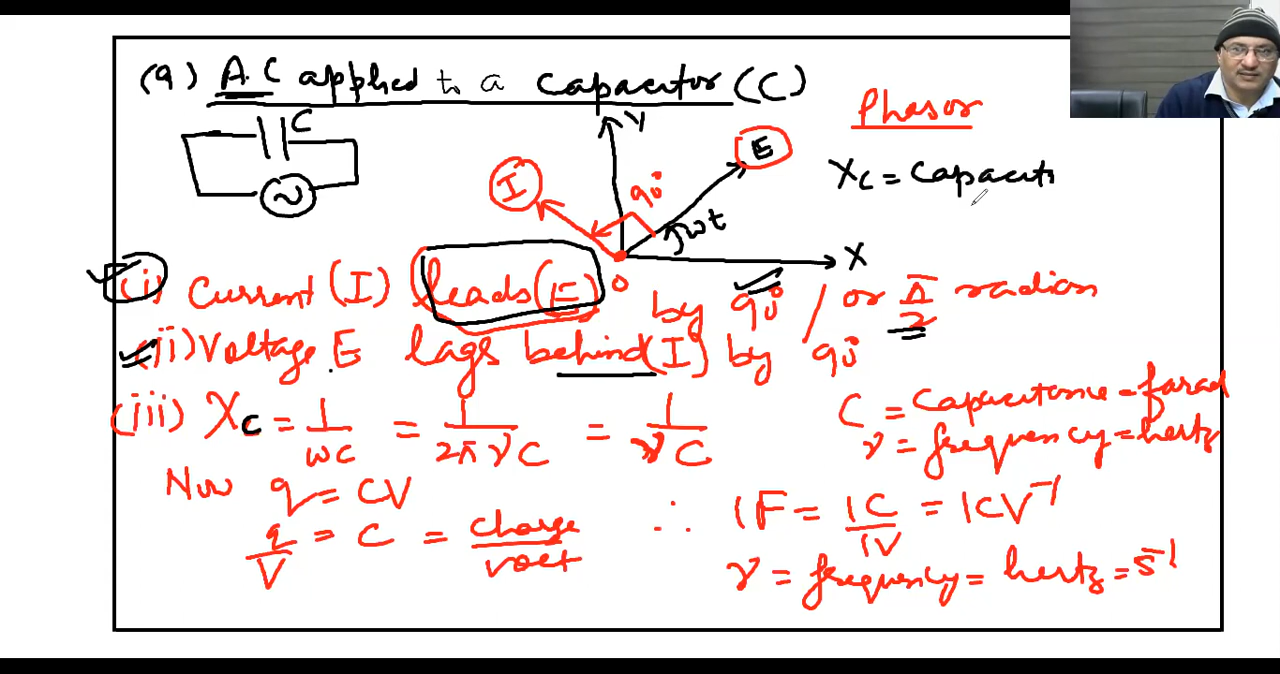 (9) A.C applied to a capacitor (C)
C
Y
E
I
90°
ωt
X
O
Phasor
Xc = Capacit
(i) Current (I) leads (E) by 90° / or π/2 radian
(ii) Voltage E lags behind (I) by 90°
(iii) Xc = 1/ωC = 1/2πνC = 1/νC
C = Capacitance = farad
ν = frequency = hertz
Now q = CV
q/V = C = charge/volt
∴ 1F = 1C/1V = 1CV⁻¹
ν = frequency = hertz = s⁻¹